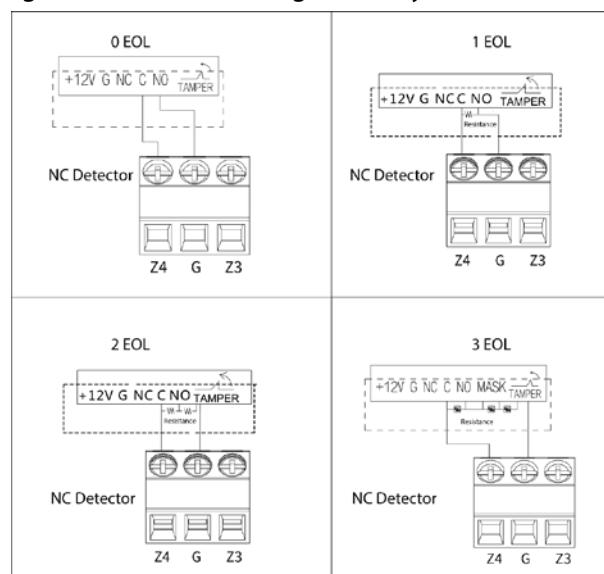 0 EOL
+12V G NC C NO TAMPER
NC Detector
Z4 G Z3
1 EOL
+12V G NC C NO TAMPER
Resistance
NC Detector
Z4 G Z3
2 EOL
+12V G NC C NO TAMPER
Resistance
NC Detector
Z4 G Z3
3 EOL
+12V G NC C NO MASK TAMPER
Resistance
NC Detector
Z4 G Z3